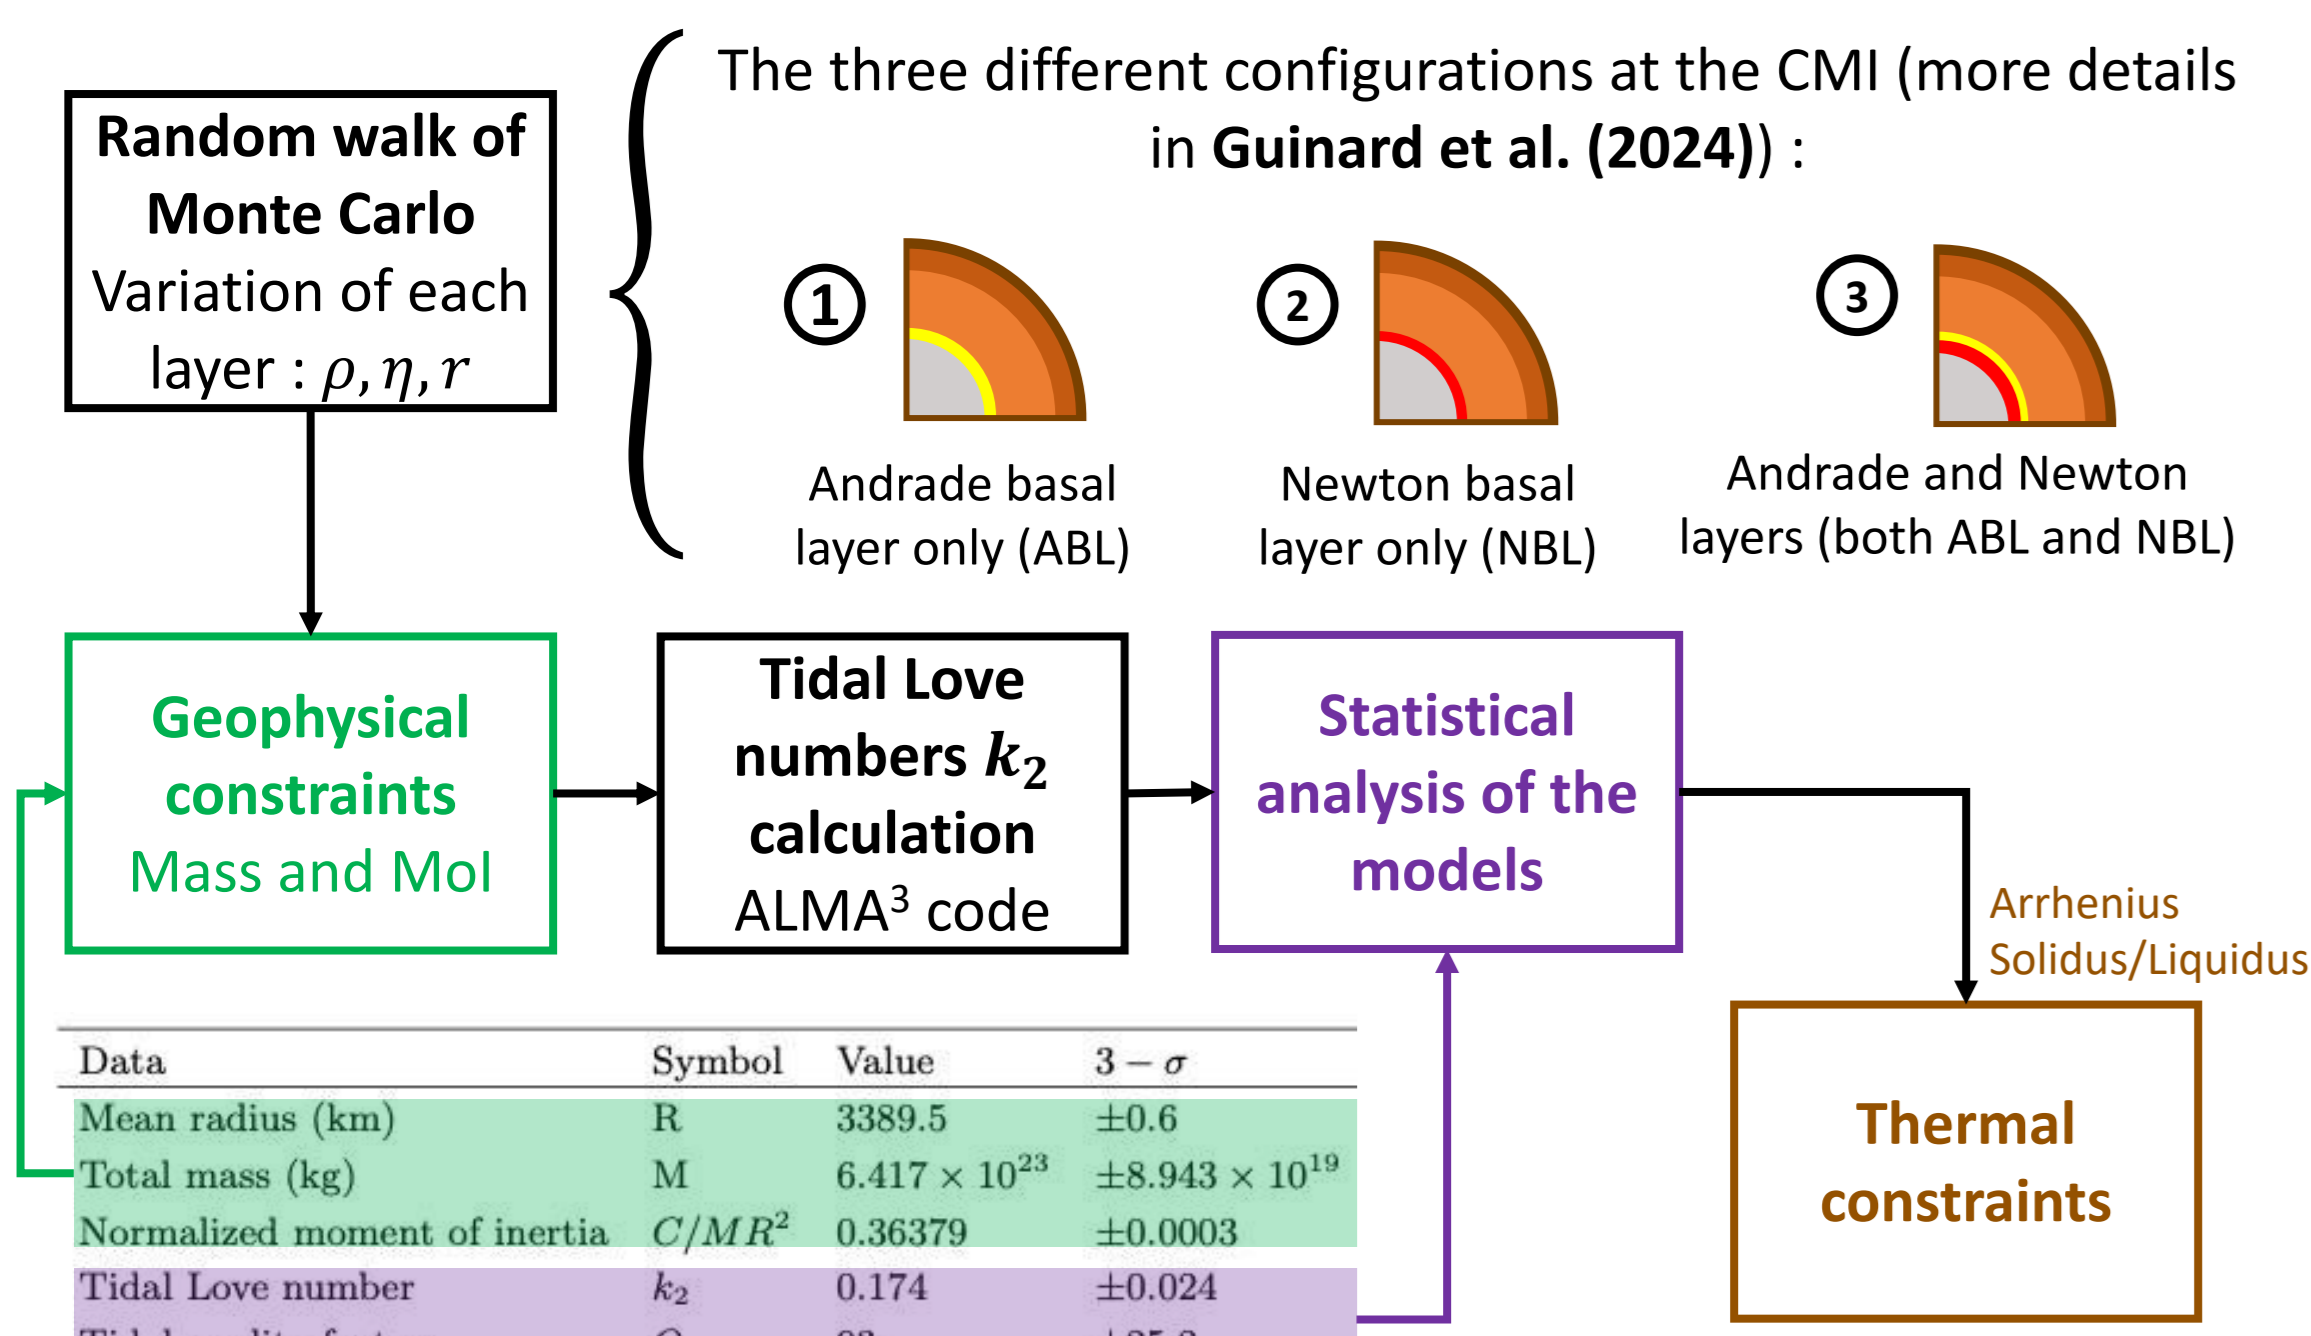 Random walk of
Monte Carlo
Variation of each
layer : ρ, η, r
The three different configurations at the CMI (more details
in Guinard et al. (2024)) :
1
2
3
Andrade basal
layer only (ABL)
Newton basal
layer only (NBL)
Andrade and Newton
layers (both ABL and NBL)
Geophysical
constraints
Mass and MoI
Tidal Love
numbers k₂
calculation
ALMA³ code
Statistical
analysis of the
models
Arrhenius
Solidus/Liquidus
Thermal
constraints
Data Symbol Value 3 − σ
Mean radius (km) R 3389.5 ±0.6
Total mass (kg) M 6.417 × 10²³ ±8.943 × 10¹⁹
Normalized moment of inertia C/MR² 0.36379 ±0.0003
Tidal Love number k₂ 0.174 ±0.024